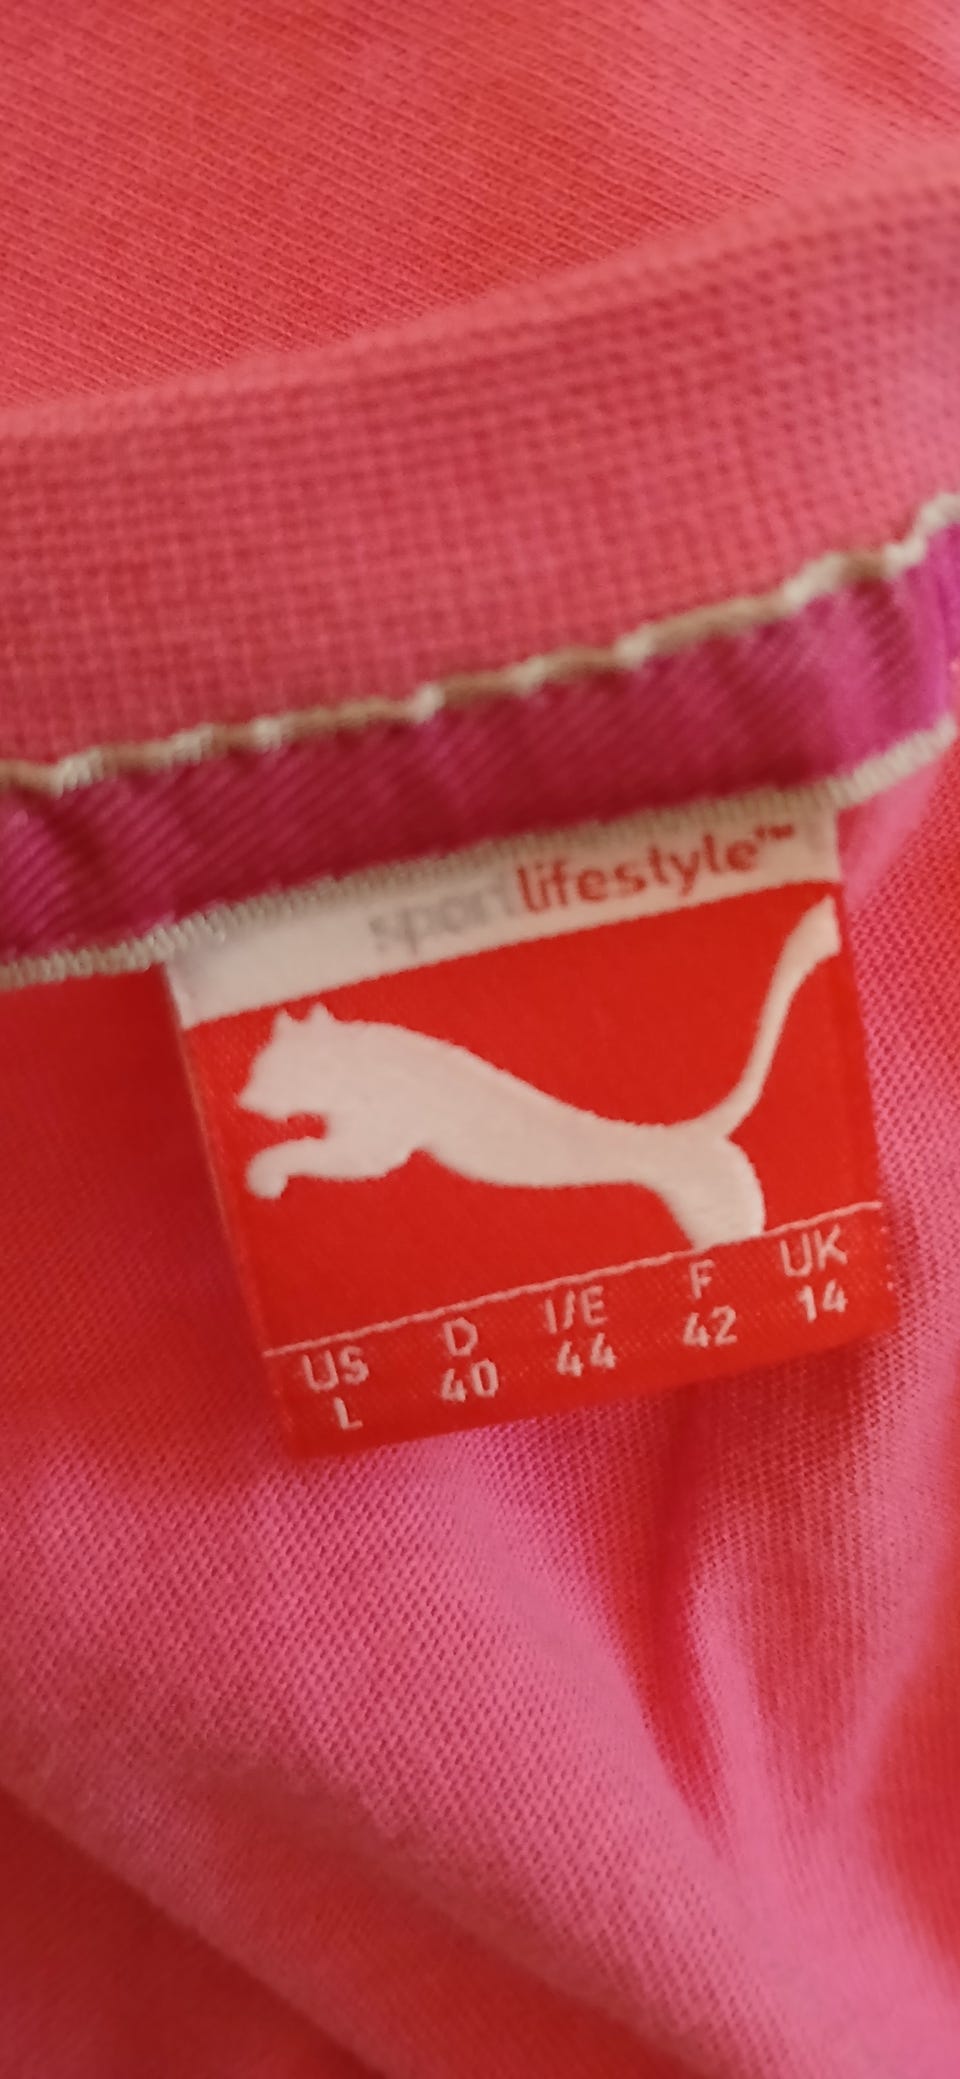 sportlifestyle™
US D I/E F UK
L 40 44 42 14